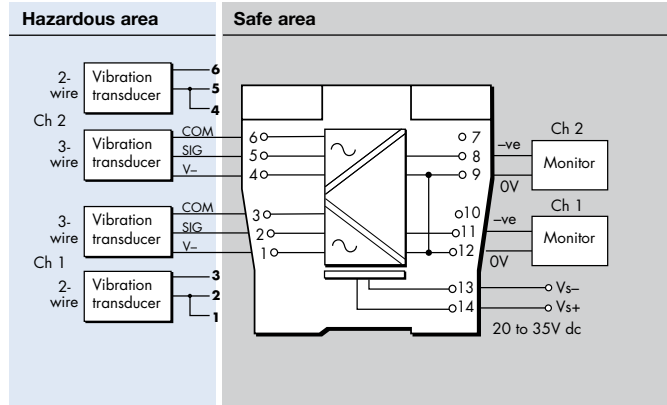 Hazardous area
Safe area
2-
wire
Vibration
transducer
6
5
4
Ch 2
3-
wire
Vibration
transducer
COM
SIG
V–
3-
wire
Vibration
transducer
COM
SIG
V–
Ch 1
2-
wire
Vibration
transducer
3
2
1
6
5
4
3
2
1
7
8
9
10
11
12
13
14
Ch 2
–ve
Monitor
0V
Ch 1
–ve
Monitor
0V
Vs–
Vs+
20 to 35V dc